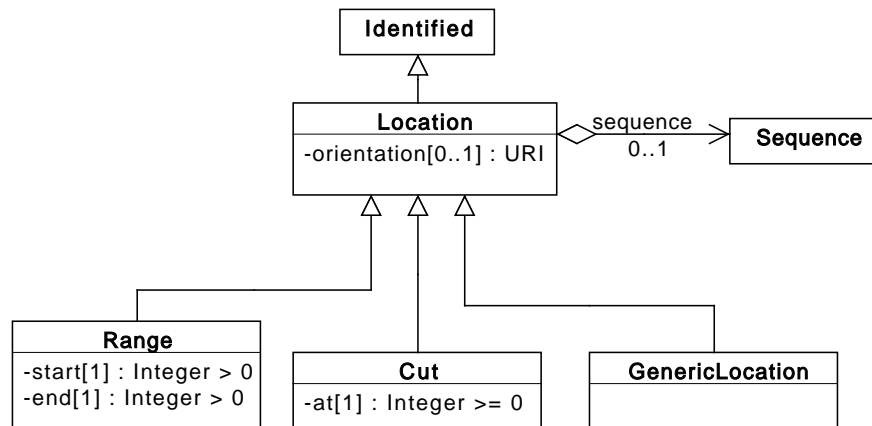 Identified
Location
-orientation[0..1] : URI
sequence
0..1
Sequence
Range
-start[1] : Integer > 0
-end[1] : Integer > 0
Cut
-at[1] : Integer >= 0
GenericLocation